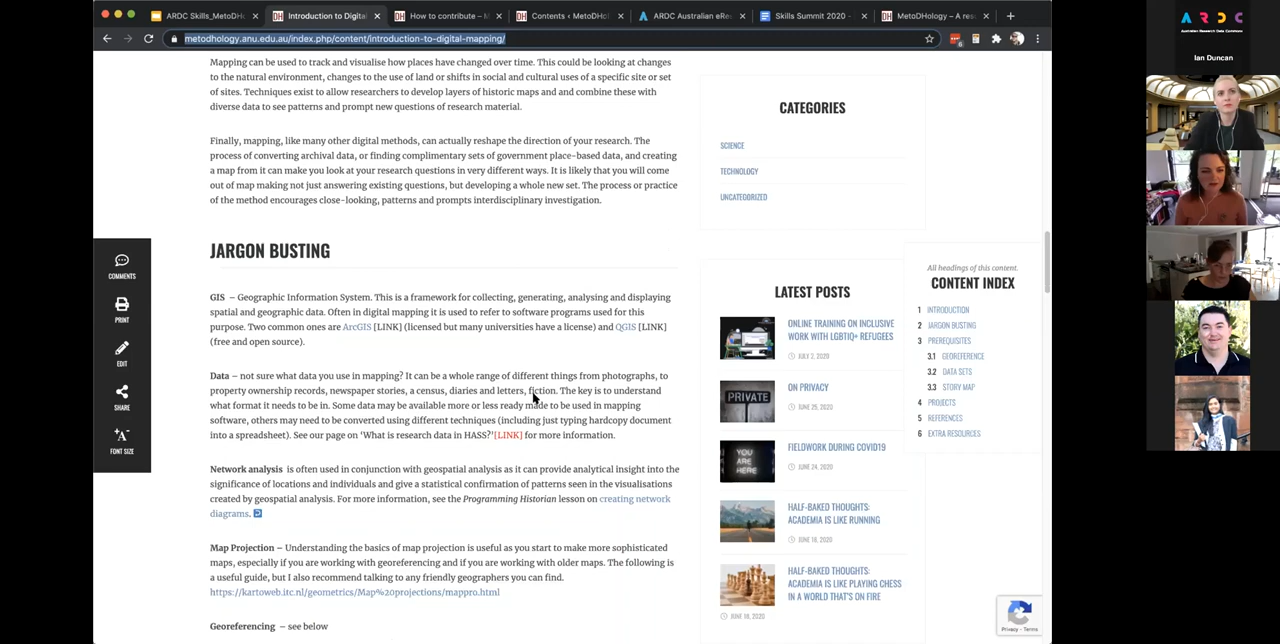 ARDC Skills_MetoDH
Introduction to Digita
How to contribute – M
Contents ‹ MetoDHol
ARDC Australian eRe
Skills Summit 2020 -
MetoDHology – A res
metodhology.anu.edu.au/index.php/content/introduction-to-digital-mapping/
Mapping can be used to track and visualise how places have changed over time. This could be looking at
changes to the natural environment, changes to the use of land or shifts in social and cultural uses of a specific site or set
of sites. Techniques exist to allow researchers to develop layers of historic maps and and combine these with
diverse data to see patterns and prompt new questions of research material.
Finally, mapping, like many other digital methods, can actually reshape the direction of your research. The
process of converting archival data, or finding complimentary sets of government place-based data, and creating
a map from it can make you look at your research questions in very different ways. It is likely that you will come
out of map making not just answering existing questions, but developing a whole new set. The process or practice
of the method encourages close-looking, patterns and prompts interdisciplinary investigation.
JARGON BUSTING
GIS – Geographic Information System. This is a framework for collecting, generating, analysing and displaying
spatial and geographic data. Often in digital mapping it is used to refer to software programs used for this
purpose. Two common ones are ArcGIS [LINK] (licensed but many universities have a license) and QGIS [LINK]
(free and open source).
Data – not sure what data you use in mapping? It can be a whole range of different things from photographs, to
property ownership records, newspaper stories, a census, diaries and letters, fiction. The key is to understand
what format it needs to be in. Some data may be available more or less ready made to be used in mapping
software, others may need to be converted using different techniques (including just typing hardcopy document
into a spreadsheet). See our page on 'What is research data in HASS?'[LINK] for more information.
Network analysis is often used in conjunction with geospatial analysis as it can provide analytical insight into the
significance of locations and individuals and give a statistical confirmation of patterns seen in the visualisations
created by geospatial analysis. For more information, see the Programming Historian lesson on creating network
diagrams.
Map Projection – Understanding the basics of map projection is useful as you start to make more sophisticated
maps, especially if you are working with georeferencing and if you are working with older maps. The following is
a useful guide, but I also recommend talking to any friendly geographers you can find.
https://kartoweb.itc.nl/geometrics/Map%20projections/mappro.html
Georeferencing – see below
COMMENTS
PRINT
EDIT
SHARE
FONT SIZE
CATEGORIES
SCIENCE
TECHNOLOGY
UNCATEGORIZED
LATEST POSTS
ONLINE TRAINING ON INCLUSIVE
WORK WITH LGBTIQ+ REFUGEES
JULY 2, 2020
PRIVATE
ON PRIVACY
JUNE 25, 2020
YOU
ARE
HERE
FIELDWORK DURING COVID19
JUNE 24, 2020
HALF-BAKED THOUGHTS:
ACADEMIA IS LIKE RUNNING
JUNE 18, 2020
HALF-BAKED THOUGHTS:
ACADEMIA IS LIKE PLAYING CHESS
IN A WORLD THAT'S ON FIRE
JUNE 18, 2020
All headings of this content.
CONTENT INDEX
1 INTRODUCTION
2 JARGON BUSTING
3 PREREQUISITES
3.1 GEOREFERENCE
3.2 DATA SETS
3.3 STORY MAP
4 PROJECTS
5 REFERENCES
6 EXTRA RESOURCES
Privacy - Terms
ARDC
Australian Research Data Commons
Ian Duncan